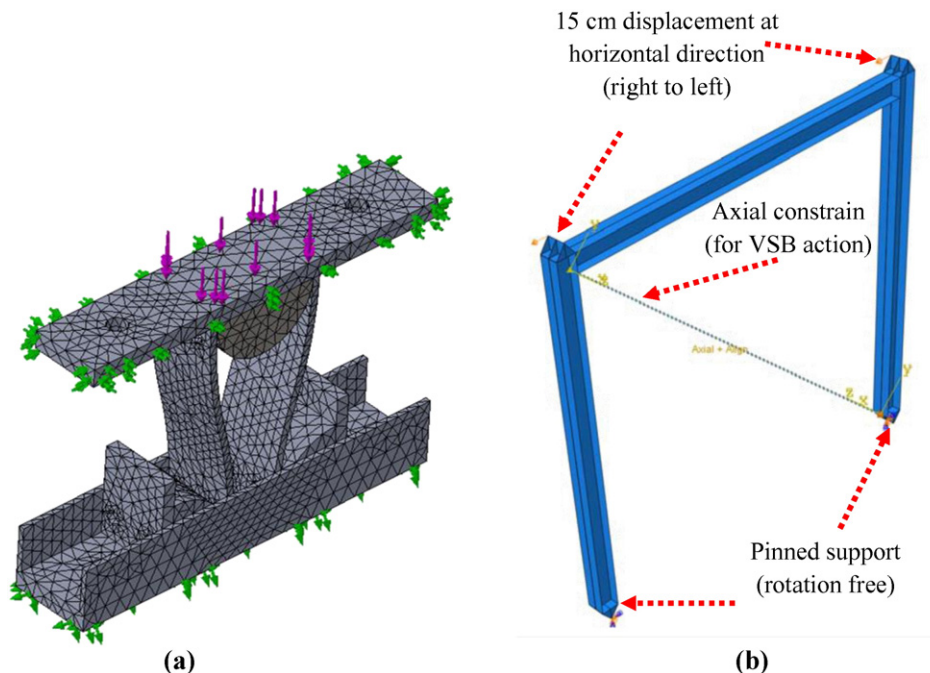 15 cm displacement at
horizontal direction
(right to left)
Axial constrain
(for VSB action)
Axial + Align
y
x
z x
y
Pinned support
(rotation free)
(a)
(b)